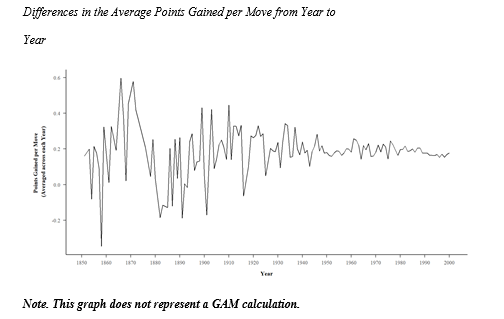 Differences in the Average Points Gained per Move from Year to
Year
Points Gained per Move
(Averaged across each Year)
0.6
0.4
0.2
0.0
-0.2
1850 1860 1870 1880 1890 1900 1910 1920 1930 1940 1950 1960 1970 1980 1990 2000
Year
Note. This graph does not represent a GAM calculation.